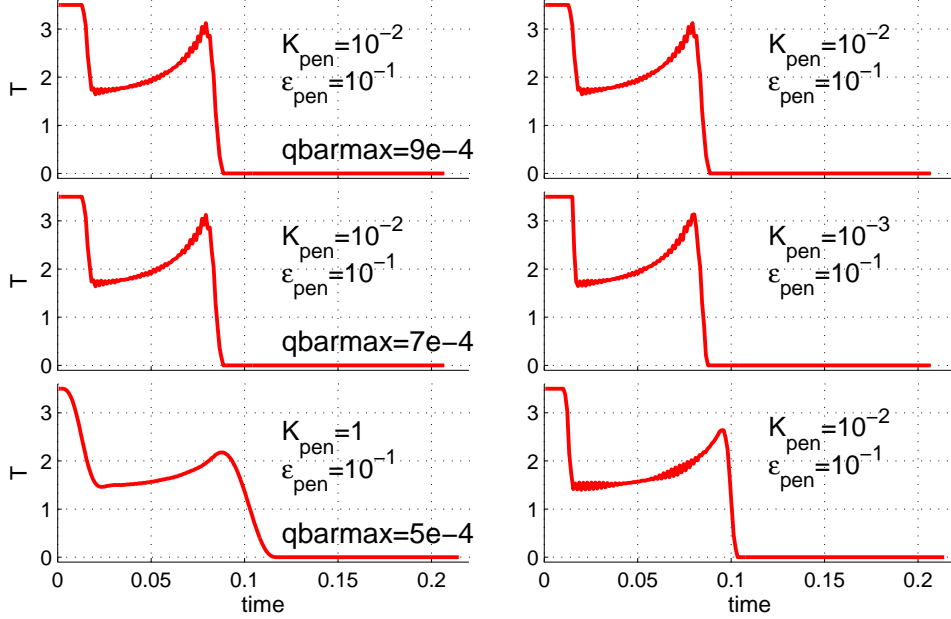 3
2
1
0
T
K_pen=10^-2
ε_pen=10^-1
qbarmax=9e−4
3
2
1
0
K_pen=10^-2
ε_pen=10^-1
3
2
1
0
T
K_pen=10^-2
ε_pen=10^-1
qbarmax=7e−4
3
2
1
0
K_pen=10^-3
ε_pen=10^-1
3
2
1
0
T
K_pen=1
ε_pen=10^-1
qbarmax=5e−4
0 0.05 0.1 0.15 0.2
time
3
2
1
0
K_pen=10^-2
ε_pen=10^-1
0 0.05 0.1 0.15 0.2
time